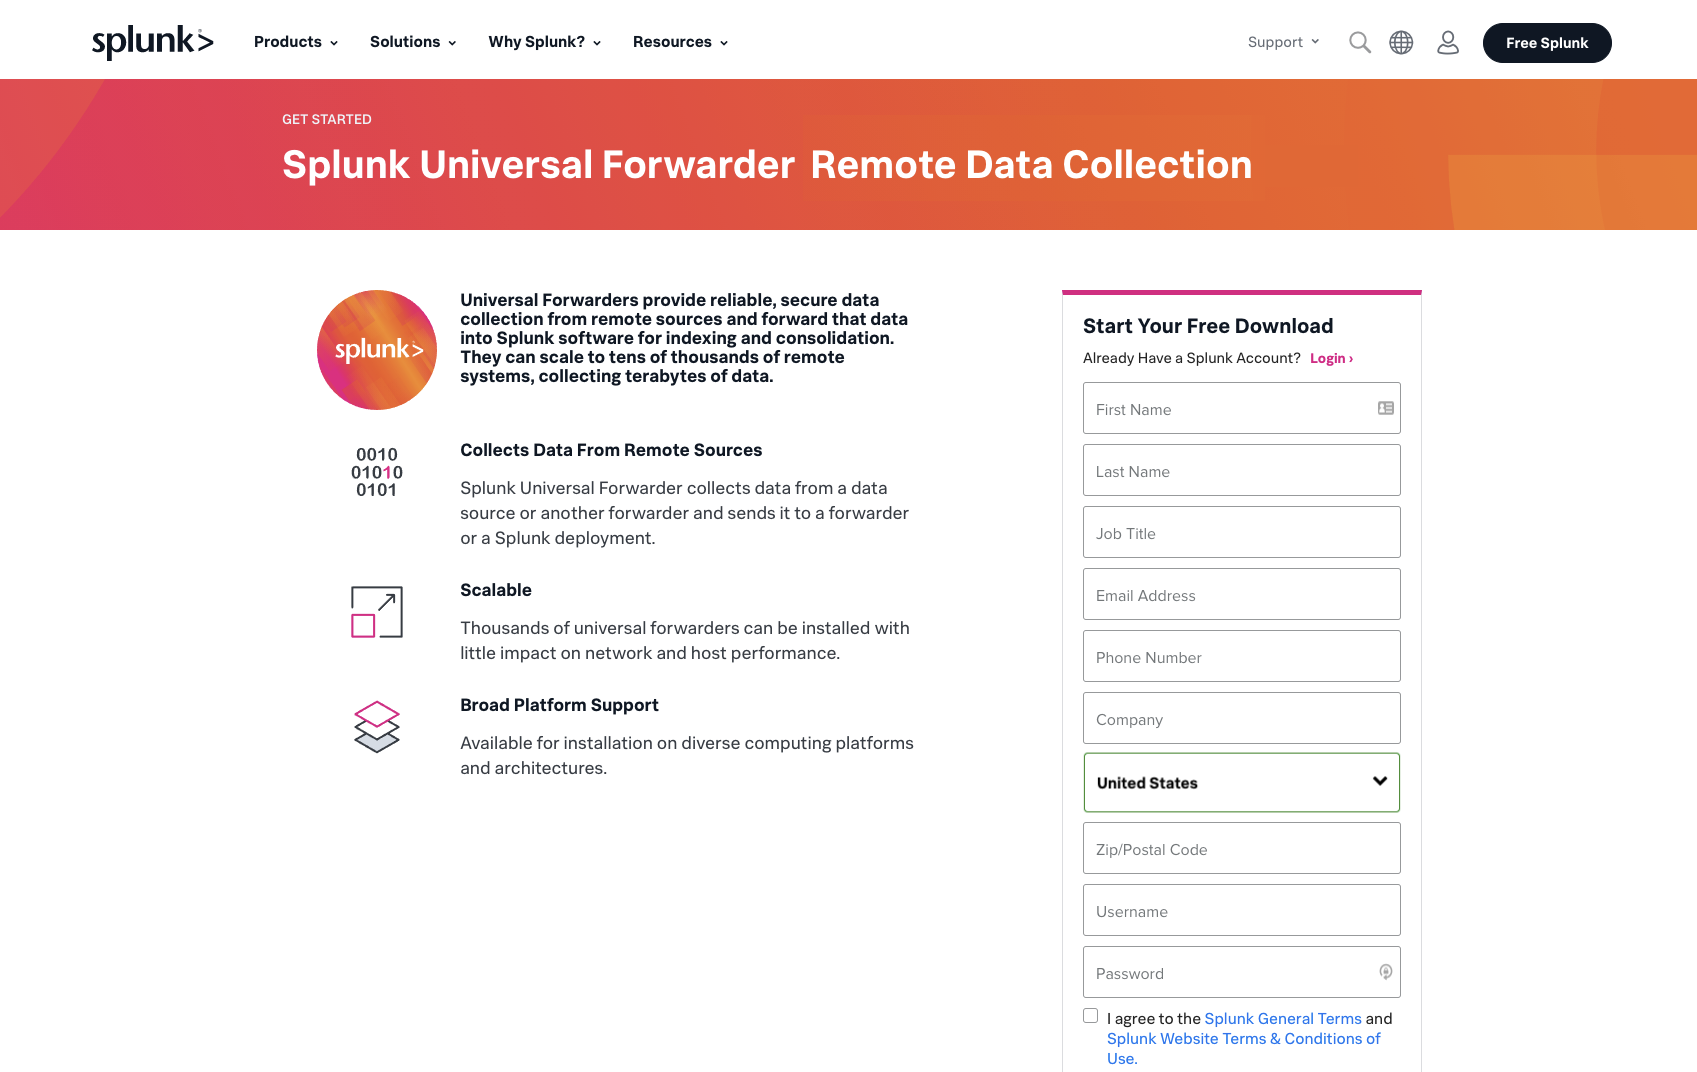 splunk>
Products
Solutions
Why Splunk?
Resources
Support
Free Splunk
GET STARTED
Splunk Universal Forwarder Remote Data Collection
splunk>
Universal Forwarders provide reliable, secure data
collection from remote sources and forward that data
into Splunk software for indexing and consolidation.
They can scale to tens of thousands of remote
systems, collecting terabytes of data.
0010
01010
0101
Collects Data From Remote Sources
Splunk Universal Forwarder collects data from a data
source or another forwarder and sends it to a forwarder
or a Splunk deployment.
Scalable
Thousands of universal forwarders can be installed with
little impact on network and host performance.
Broad Platform Support
Available for installation on diverse computing platforms
and architectures.
Start Your Free Download
Already Have a Splunk Account? Login ›
First Name
Last Name
Job Title
Email Address
Phone Number
Company
United States
Zip/Postal Code
Username
Password
I agree to the Splunk General Terms and
Splunk Website Terms & Conditions of
Use.